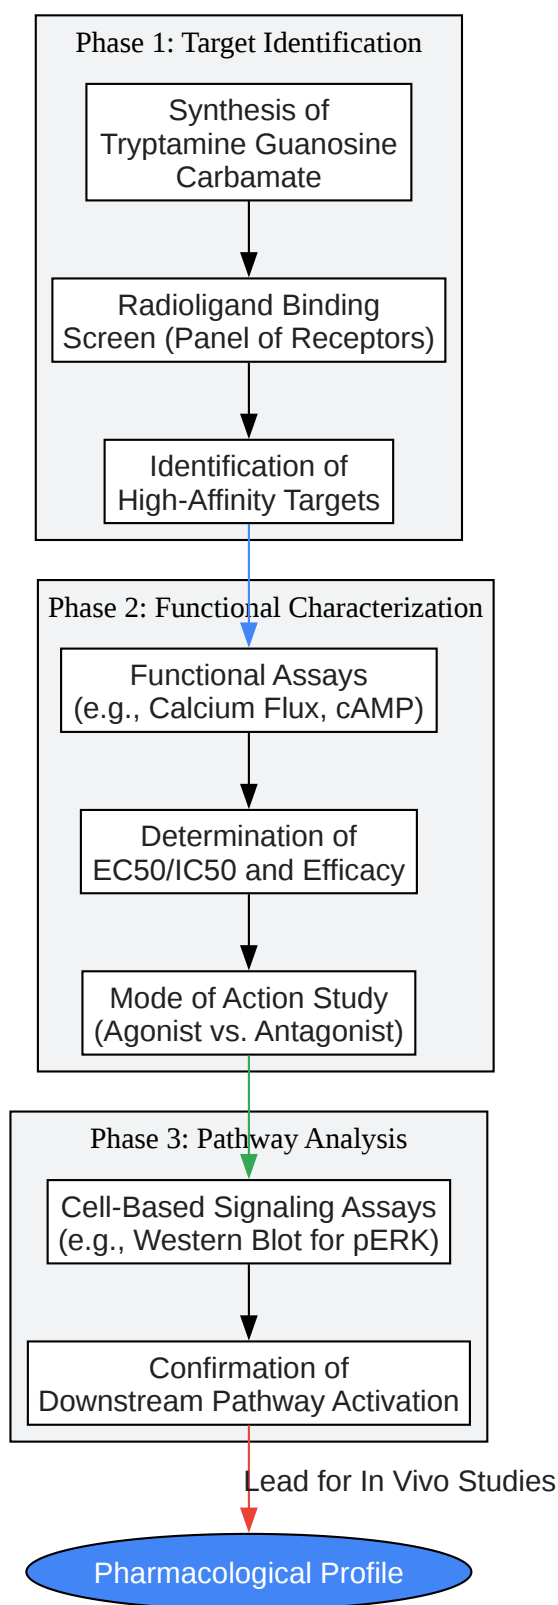 Phase 1: Target Identification
Synthesis of
Tryptamine Guanosine
Carbamate
Radioligand Binding
Screen (Panel of Receptors)
Identification of
High-Affinity Targets
Phase 2: Functional Characterization
Functional Assays
(e.g., Calcium Flux, cAMP)
Determination of
EC50/IC50 and Efficacy
Mode of Action Study
(Agonist vs. Antagonist)
Phase 3: Pathway Analysis
Cell-Based Signaling Assays
(e.g., Western Blot for pERK)
Confirmation of
Downstream Pathway Activation
Lead for In Vivo Studies
Pharmacological Profile